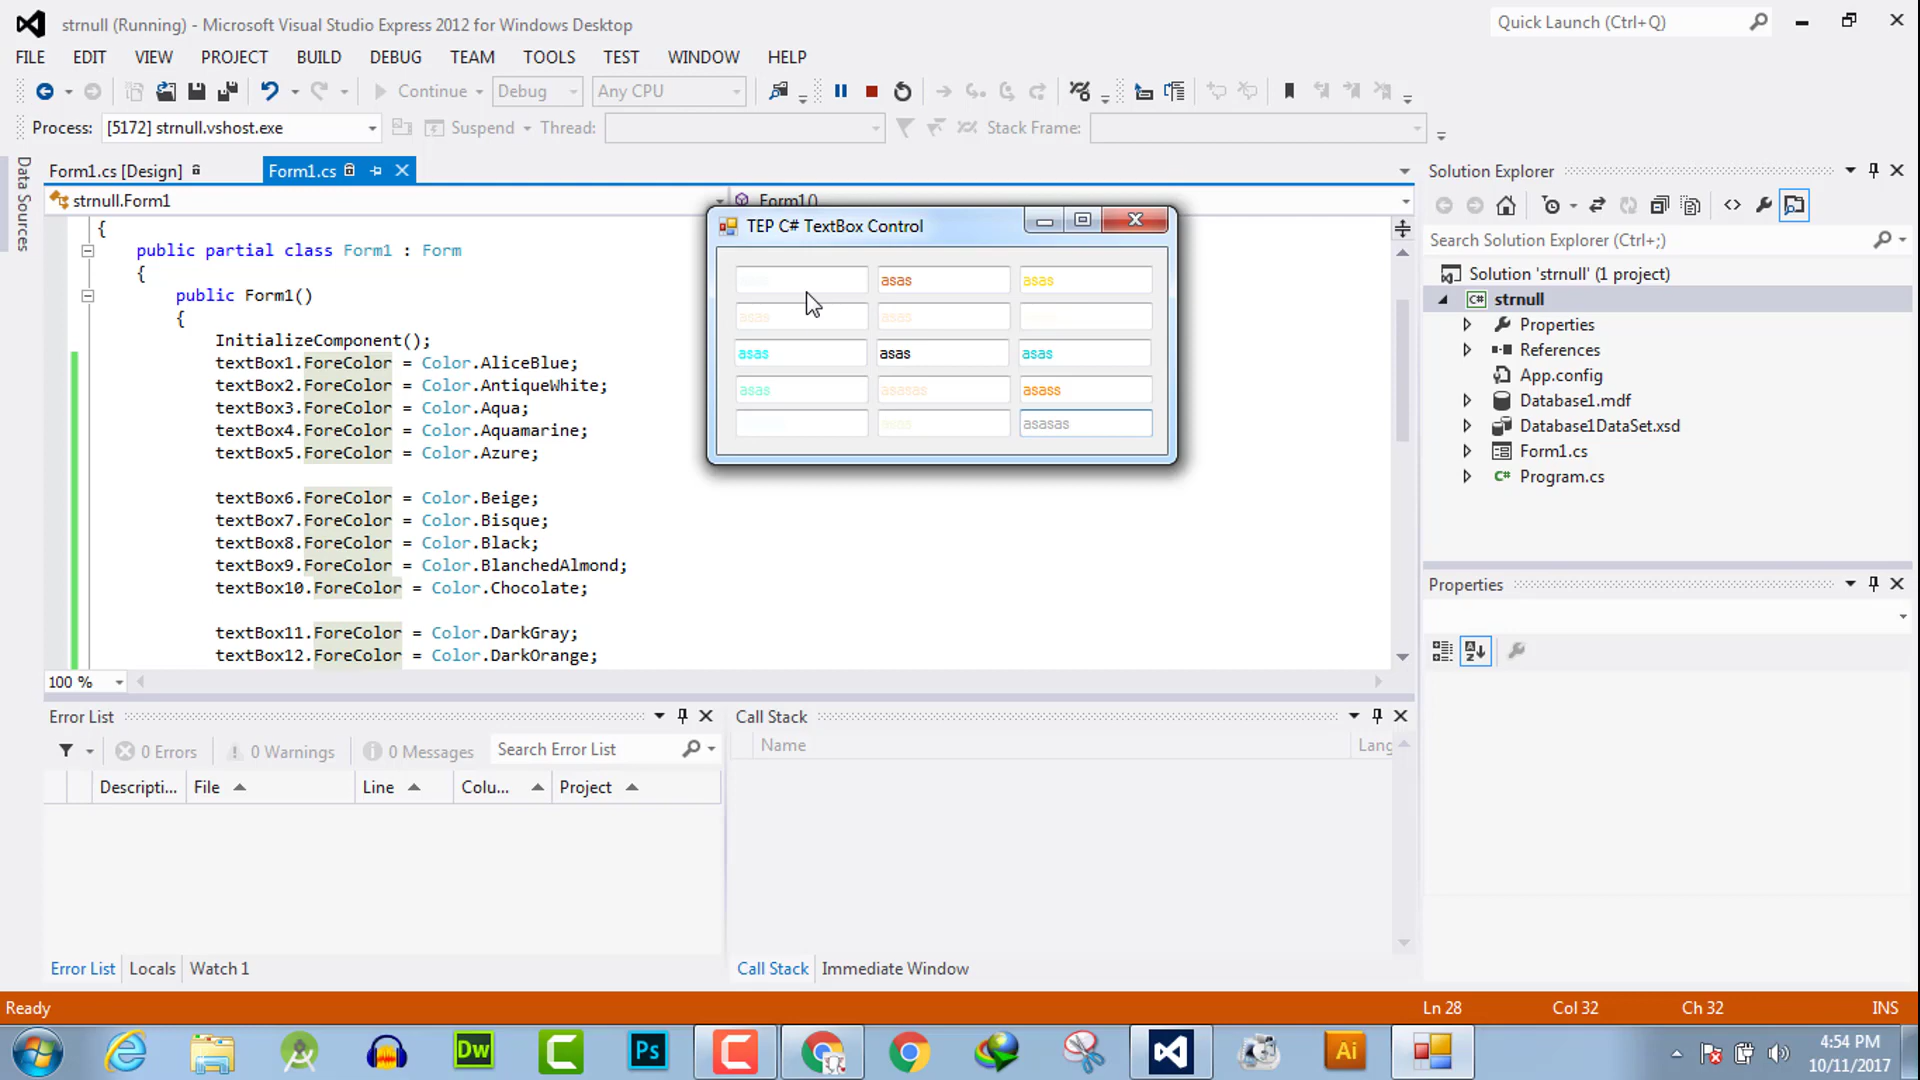 strnull (Running) - Microsoft Visual Studio Express 2012 for Windows Desktop
Quick Launch (Ctrl+Q)
FILE EDIT VIEW PROJECT BUILD DEBUG TEAM TOOLS TEST WINDOW HELP
Continue Debug Any CPU
Process: [5172] strnull.vshost.exe Suspend Thread: Stack Frame:
Data Sources
Form1.cs [Design] Form1.cs
strnull.Form1 Form1()
{
public partial class Form1 : Form
{
public Form1()
{
InitializeComponent();
textBox1.ForeColor = Color.AliceBlue;
textBox2.ForeColor = Color.AntiqueWhite;
textBox3.ForeColor = Color.Aqua;
textBox4.ForeColor = Color.Aquamarine;
textBox5.ForeColor = Color.Azure;
textBox6.ForeColor = Color.Beige;
textBox7.ForeColor = Color.Bisque;
textBox8.ForeColor = Color.Black;
textBox9.ForeColor = Color.BlanchedAlmond;
textBox10.ForeColor = Color.Chocolate;
textBox11.ForeColor = Color.DarkGray;
textBox12.ForeColor = Color.DarkOrange;
100 %
TEP C# TextBox Control
asas asas
asas asas
asas asas asas
asas asasas asass
asas asasas
Solution Explorer
Search Solution Explorer (Ctrl+;)
Solution 'strnull' (1 project)
C# strnull
Properties
References
App.config
Database1.mdf
Database1DataSet.xsd
Form1.cs
C# Program.cs
Properties
Error List
0 Errors 0 Warnings 0 Messages Search Error List
Descripti... File Line Colu... Project
Error List Locals Watch 1
Call Stack
Name Lang
Call Stack Immediate Window
Ready Ln 28 Col 32 Ch 32 INS
Dw Ps Ai
4:54 PM
10/11/2017